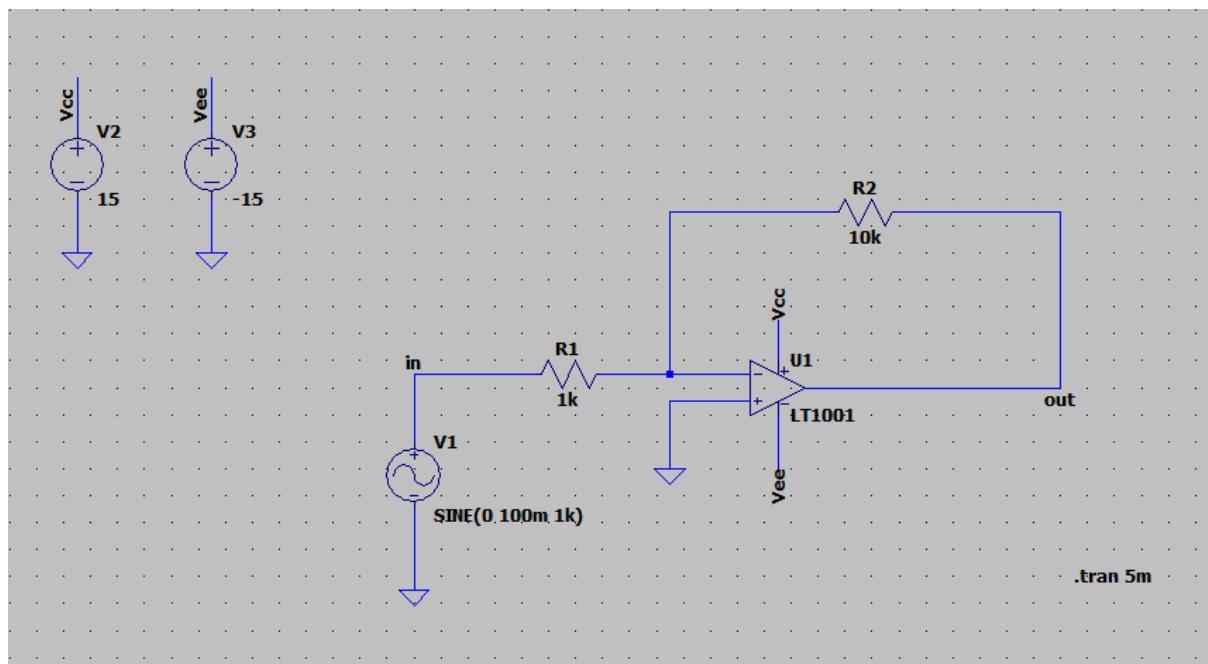 Vcc
V2
15
Vee
V3
-15
R2
10k
Vcc
U1
LT1001
Vee
in
R1
1k
out
V1
SINE(0 100m 1k)
.tran 5m